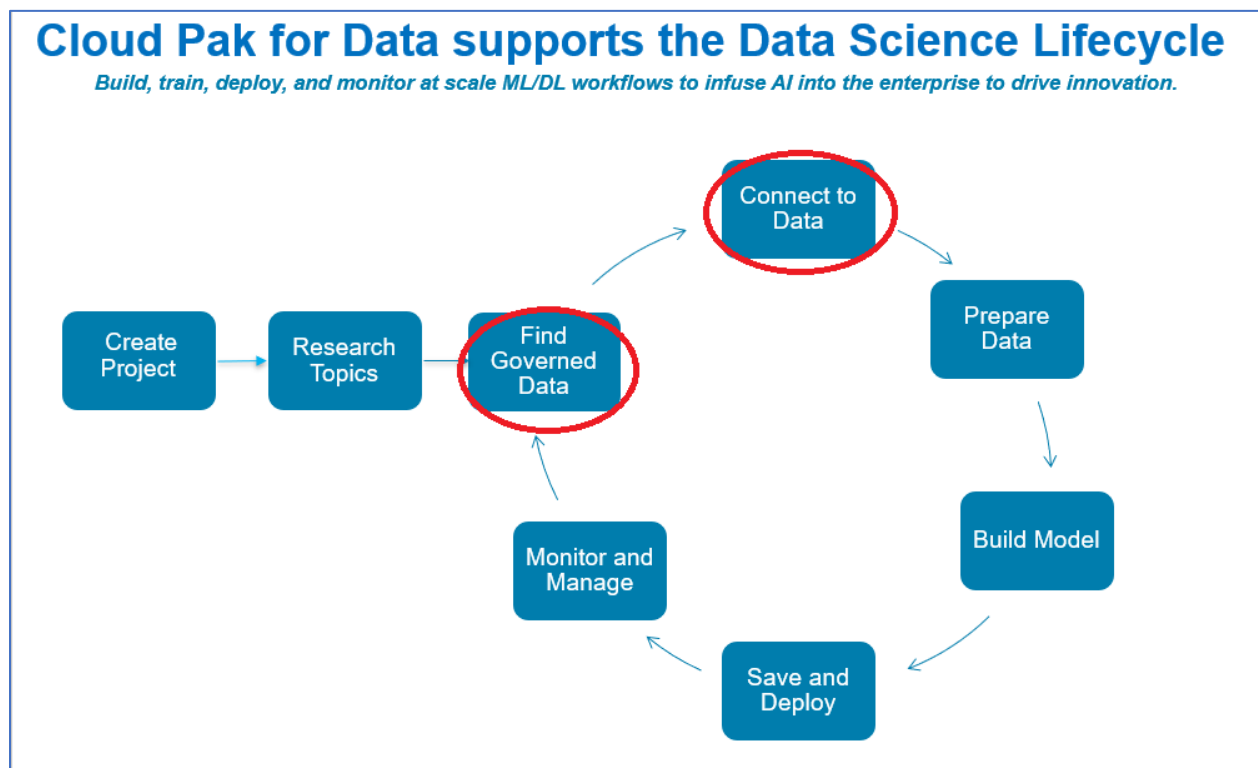 Cloud Pak for Data supports the Data Science Lifecycle
Build, train, deploy, and monitor at scale ML/DL workflows to infuse AI into the enterprise to drive innovation.
Create
Project
Research
Topics
Find
Governed
Data
Connect to
Data
Prepare
Data
Build Model
Save and
Deploy
Monitor and
Manage